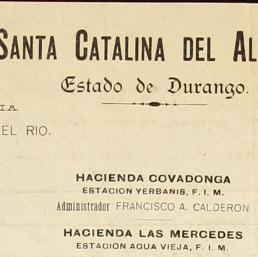 SANTA CATALINA DEL AL
Estado de Durango.
IA
EL RIO.
HACIENDA COVADONGA
ESTACION YERBANIS, F. I. M.
Administrador FRANCISCO A. CALDERON
HACIENDA LAS MERCEDES
ESTACION AGUA VIEJA, F. I. M.